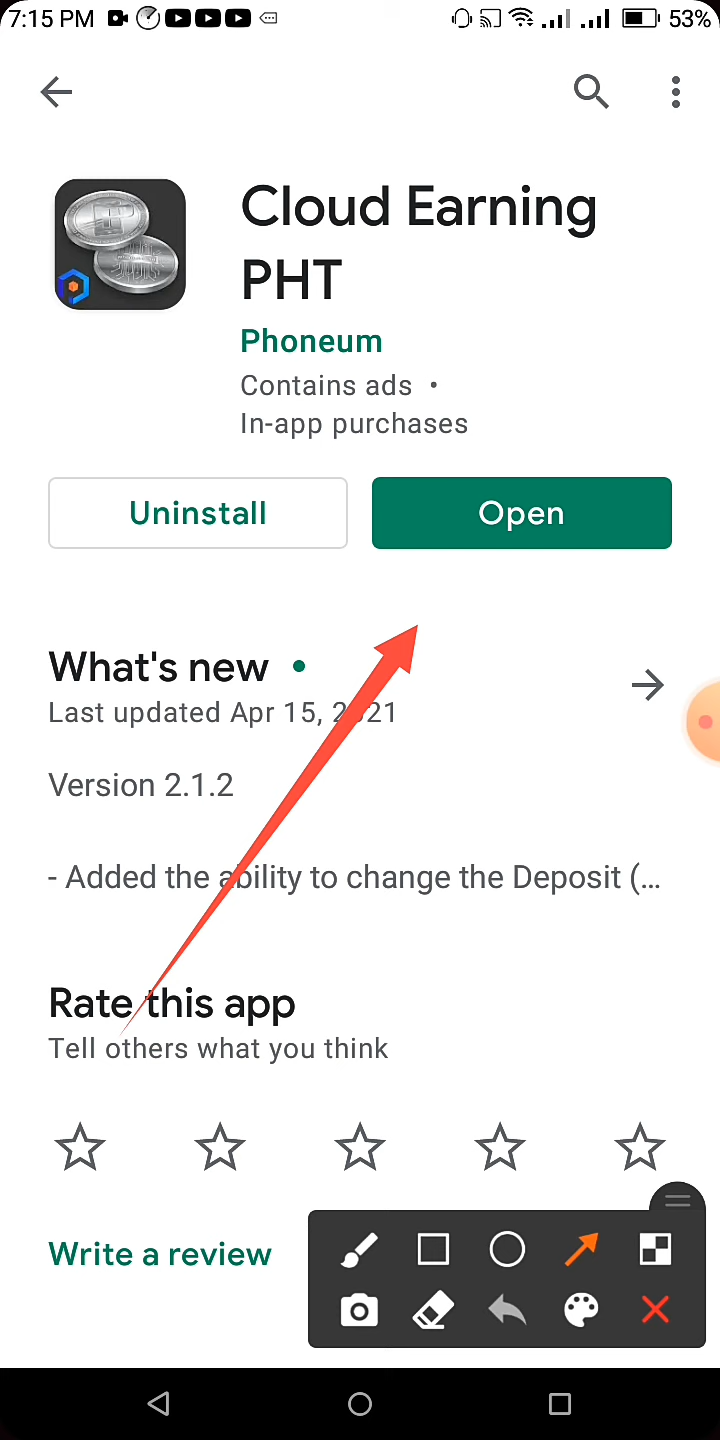 7:15 PM
53%
Cloud Earning
PHT
Phoneum
Contains ads •
In-app purchases
Uninstall
Open
What's new •
Last updated Apr 15, 2021
Version 2.1.2
- Added the ability to change the Deposit (...
Rate this app
Tell others what you think
Write a review